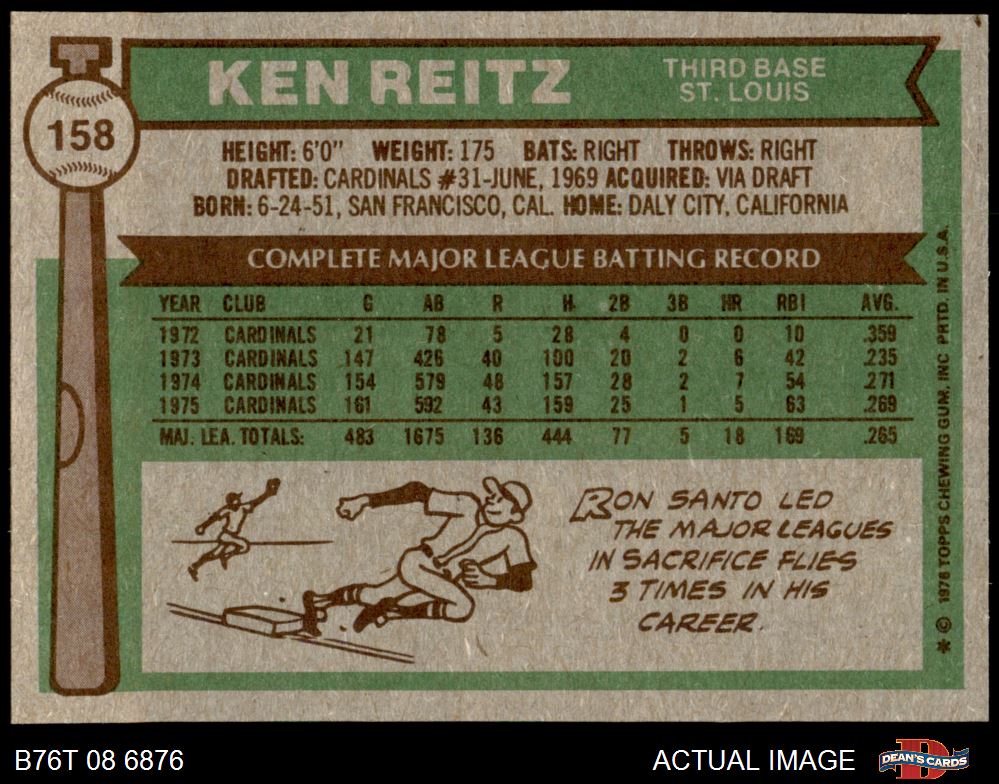 T
158
KEN REITZ
THIRD BASE
ST. LOUIS
HEIGHT: 6'0" WEIGHT: 175 BATS: RIGHT THROWS: RIGHT
DRAFTED: CARDINALS #31-JUNE, 1969 ACQUIRED: VIA DRAFT
BORN: 6-24-51, SAN FRANCISCO, CAL. HOME: DALY CITY, CALIFORNIA
COMPLETE MAJOR LEAGUE BATTING RECORD
YEAR CLUB G AB R H 2B 3B HR RBI AVG.
1972 CARDINALS 21 78 5 28 4 0 0 10 .359
1973 CARDINALS 147 426 40 100 20 2 6 42 .235
1974 CARDINALS 154 579 48 157 28 2 7 54 .271
1975 CARDINALS 161 592 43 159 25 1 5 63 .269
MAJ. LEA. TOTALS: 483 1675 136 444 77 5 18 169 .265
RON SANTO LED
THE MAJOR LEAGUES
IN SACRIFICE FLIES
3 TIMES IN HIS
CAREER.
* © 1976 TOPPS CHEWING GUM, INC PRTD. IN U.S.A.
B76T 08 6876
ACTUAL IMAGE
DEAN'S CARDS